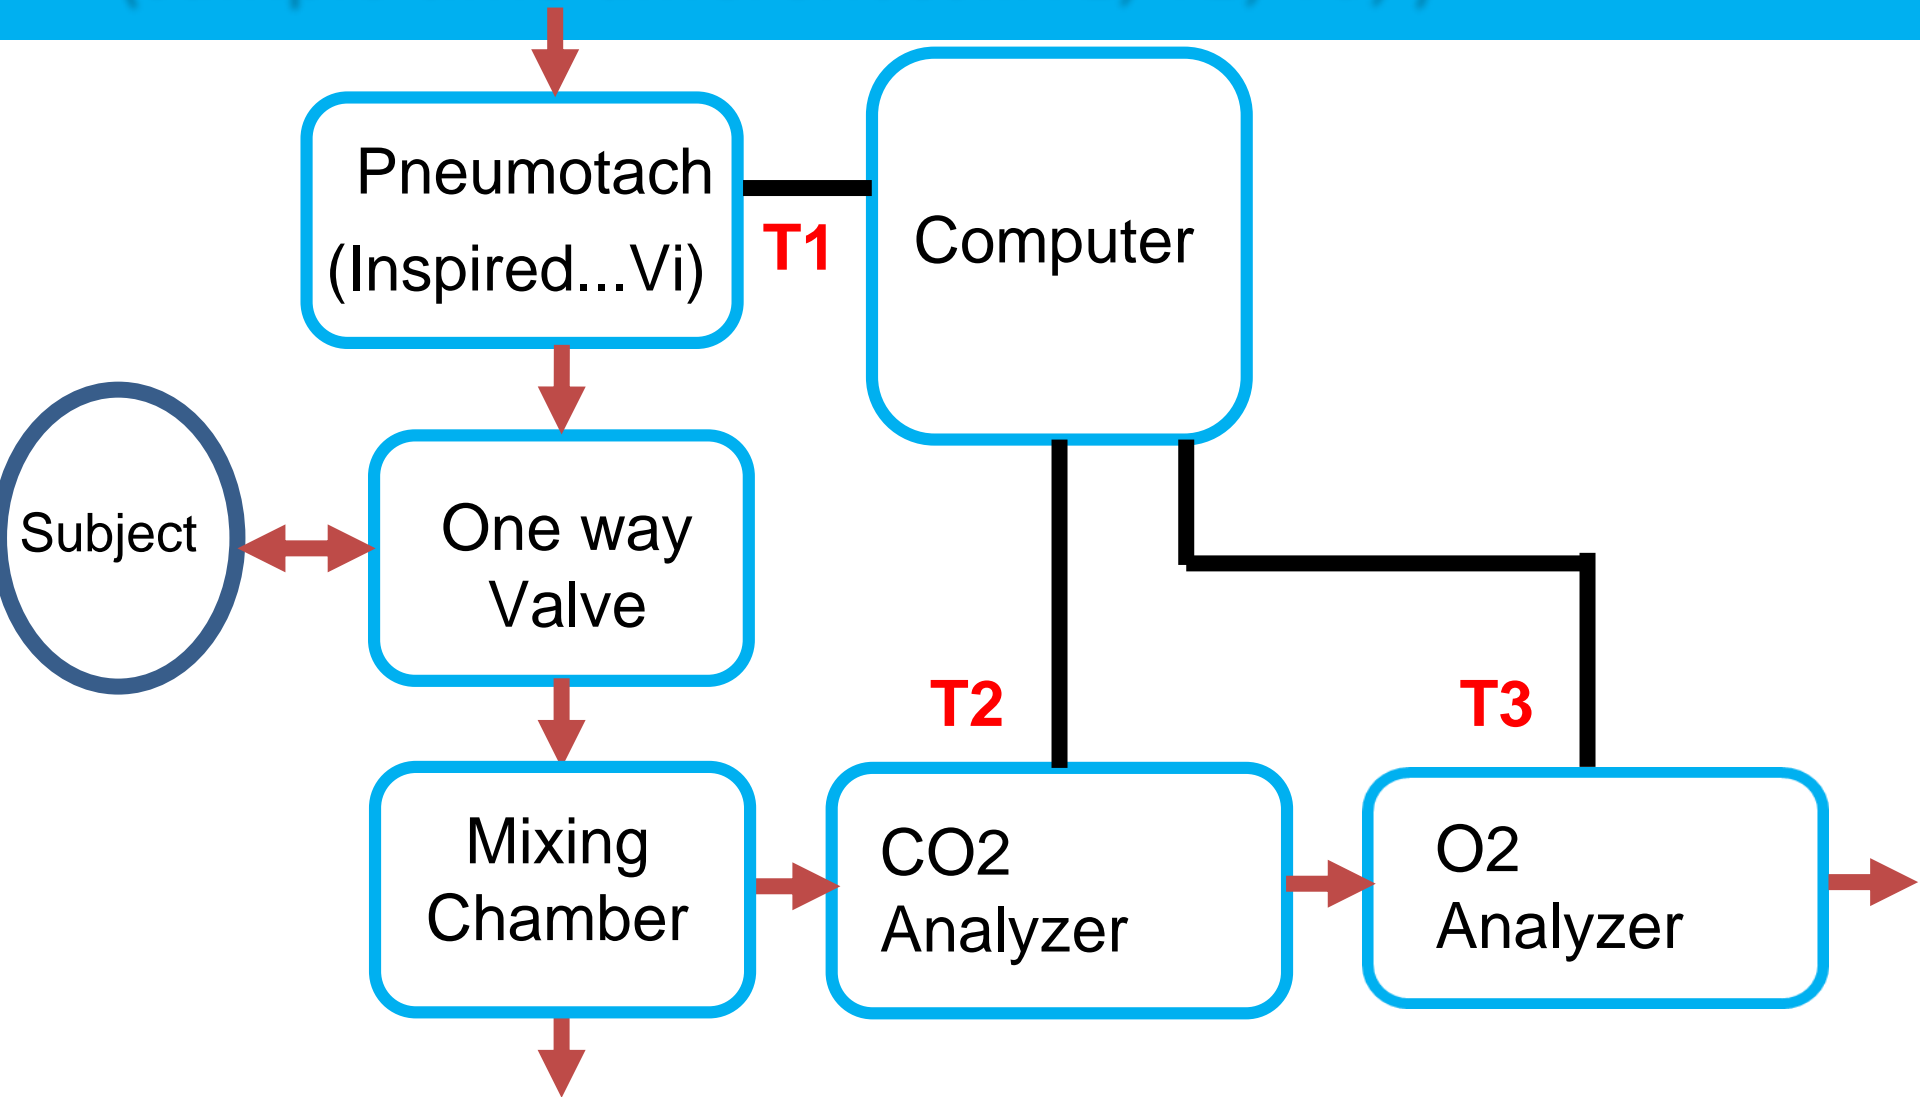 Pneumotach
(Inspired...Vi)
T1
Computer
Subject
One way
Valve
T2
T3
Mixing
Chamber
CO2
Analyzer
O2
Analyzer